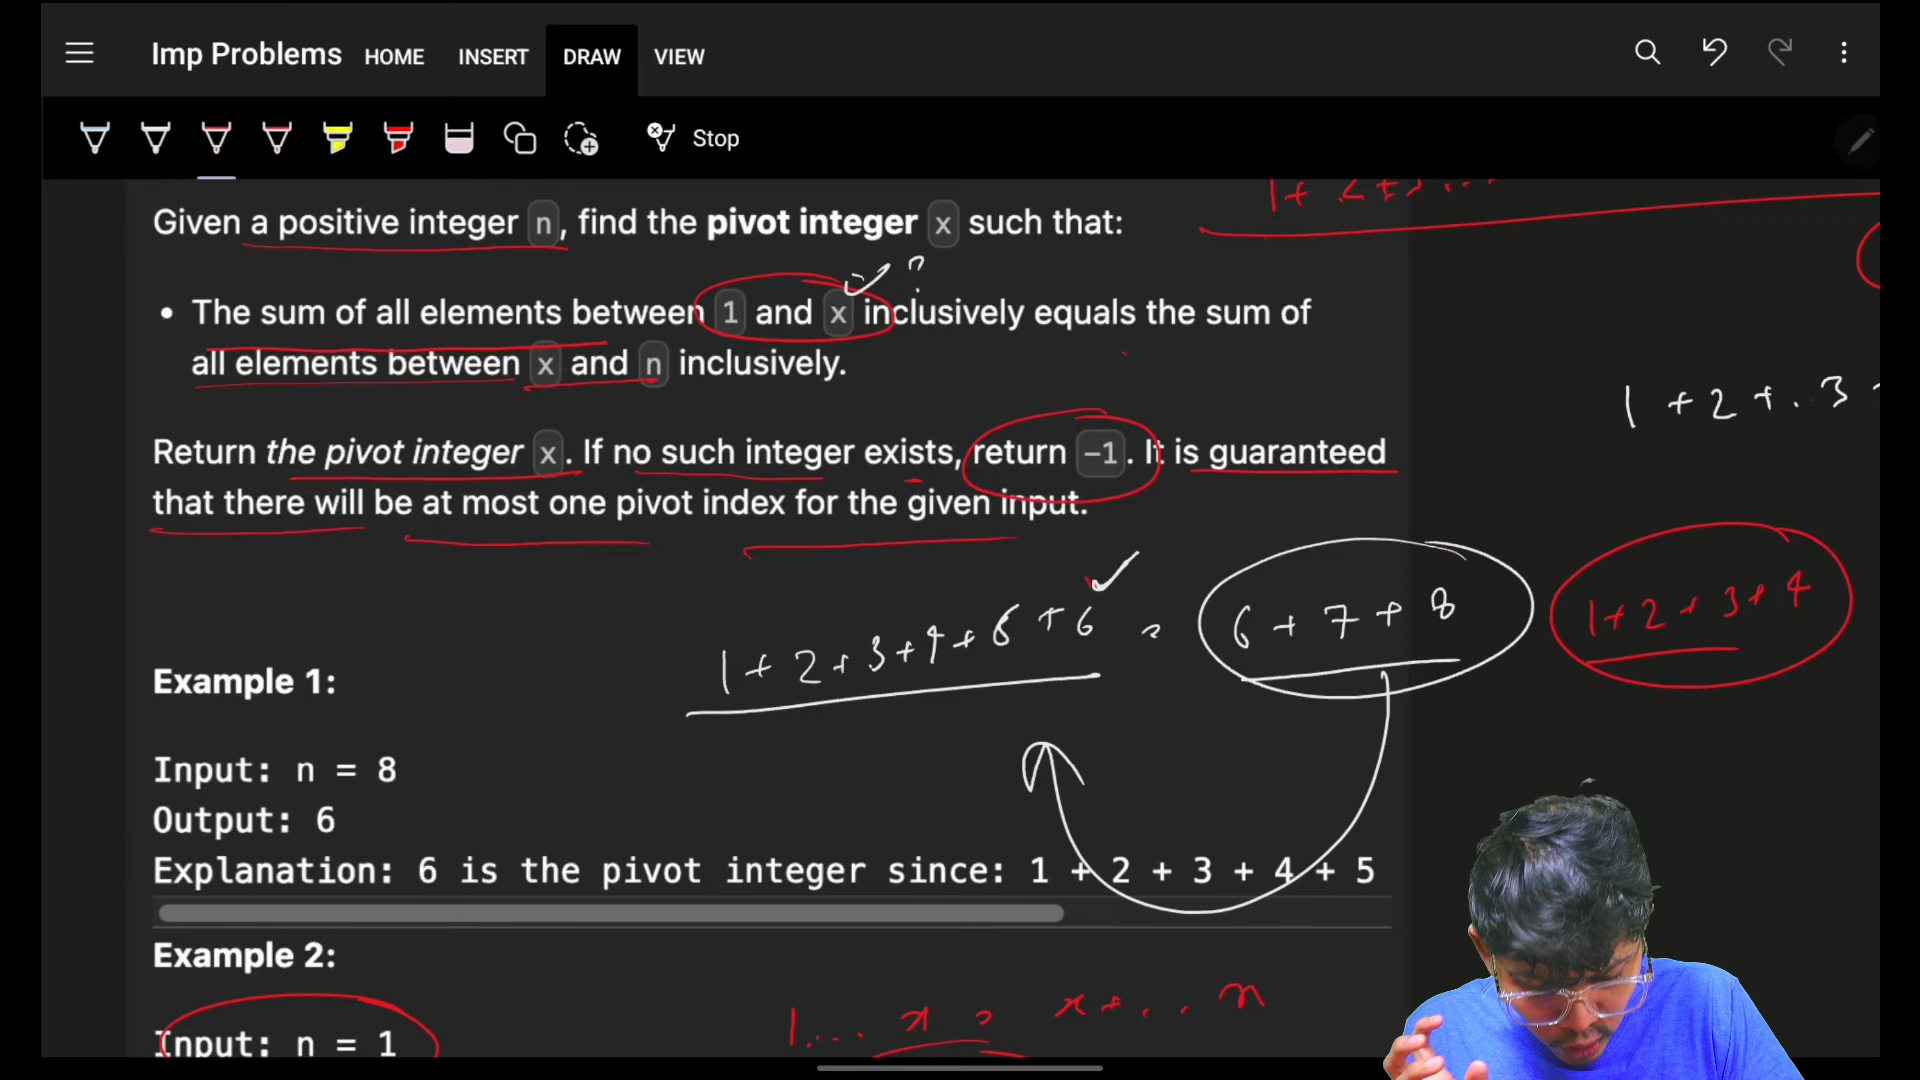 Imp Problems HOME INSERT DRAW VIEW
Stop
Given a positive integer n, find the pivot integer x such that:
• The sum of all elements between 1 and x inclusively equals the sum of
all elements between x and n inclusively.
1 + 2 + . . 3
Return the pivot integer x. If no such integer exists, return -1. It is guaranteed
that there will be at most one pivot index for the given input.
1 + 2 + 3 + 4 + 5 + 6 = 6 + 7 + 8
1 + 2 + 3 + 4
Example 1:
Input: n = 8
Output: 6
Explanation: 6 is the pivot integer since: 1 + 2 + 3 + 4 + 5
Example 2:
1 . . . x = x + . . n
Input: n = 1